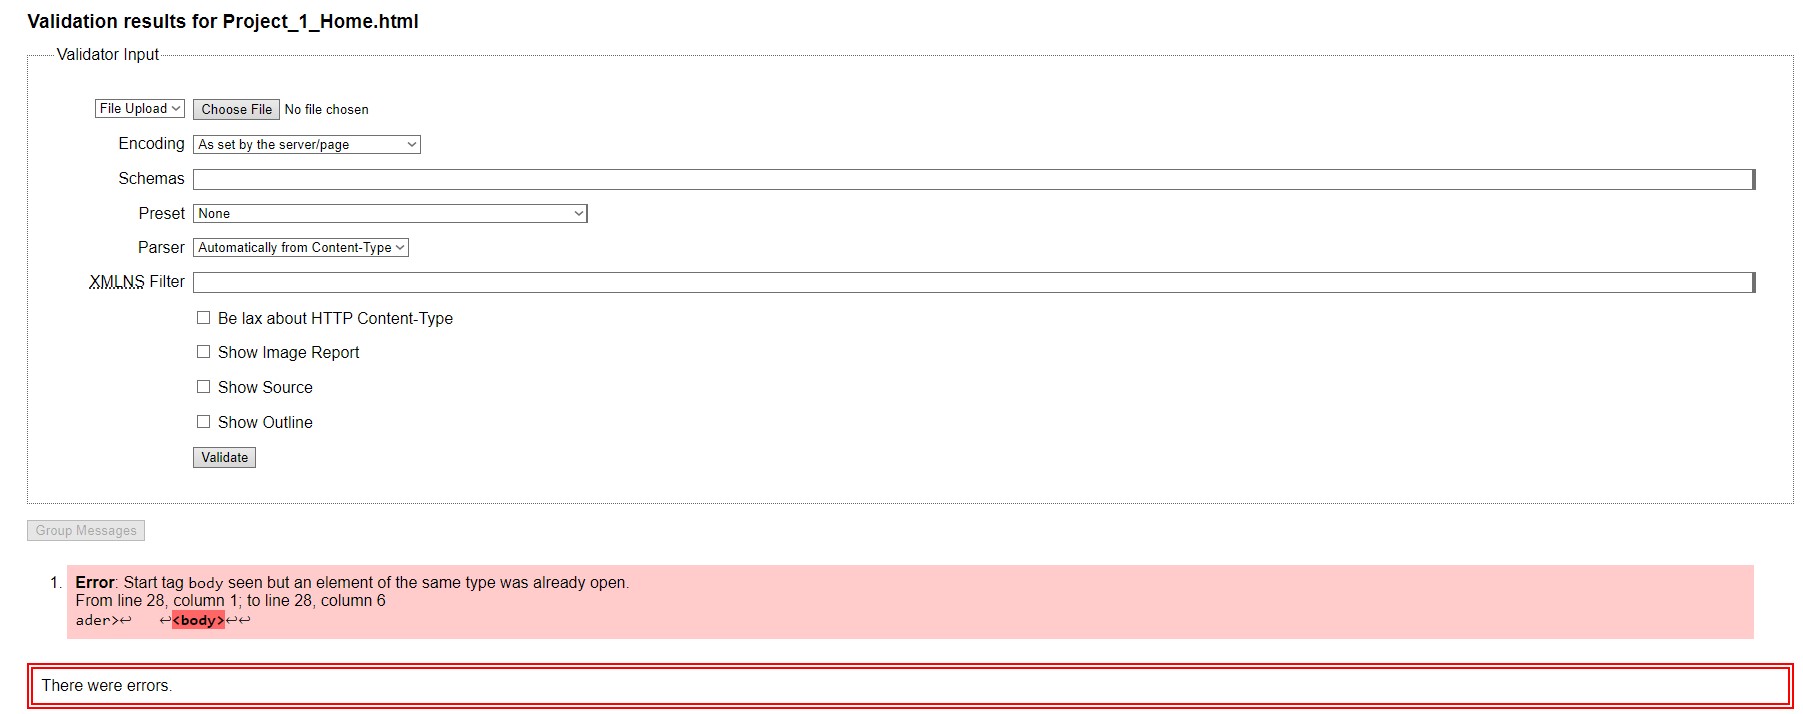 Validation results for Project_1_Home.html
Validator Input
File Upload Choose File No file chosen
Encoding As set by the server/page
Schemas
Preset None
Parser Automatically from Content-Type
XMLNS Filter
Be lax about HTTP Content-Type
Show Image Report
Show Source
Show Outline
Validate
Group Messages
1. Error: Start tag body seen but an element of the same type was already open.
From line 28, column 1; to line 28, column 6
ader>↩ ↩<body>↩↩
There were errors.